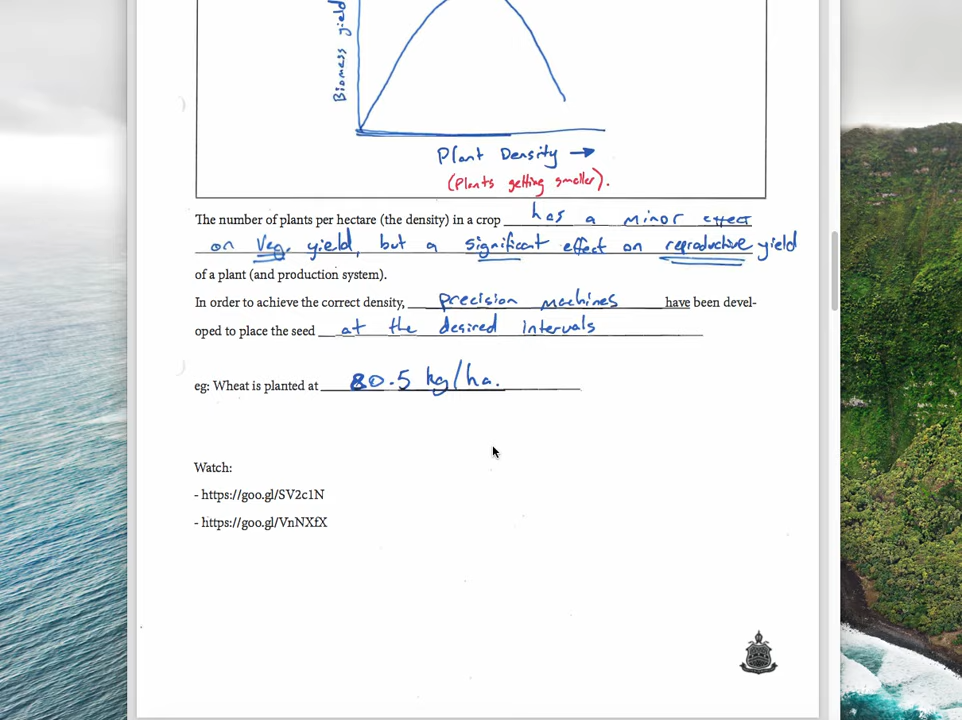 Biomass yield
Plant Density →
(Plants getting smaller).
The number of plants per hectare (the density) in a crop has a minor effect
on Veg. yield, but a significant effect on reproductive yield
of a plant (and production system).
In order to achieve the correct density, precision machines have been devel-
oped to place the seed at the desired intervals
eg: Wheat is planted at 80.5 kg/ha.
Watch:
- https://goo.gl/SV2c1N
- https://goo.gl/VnNXfX